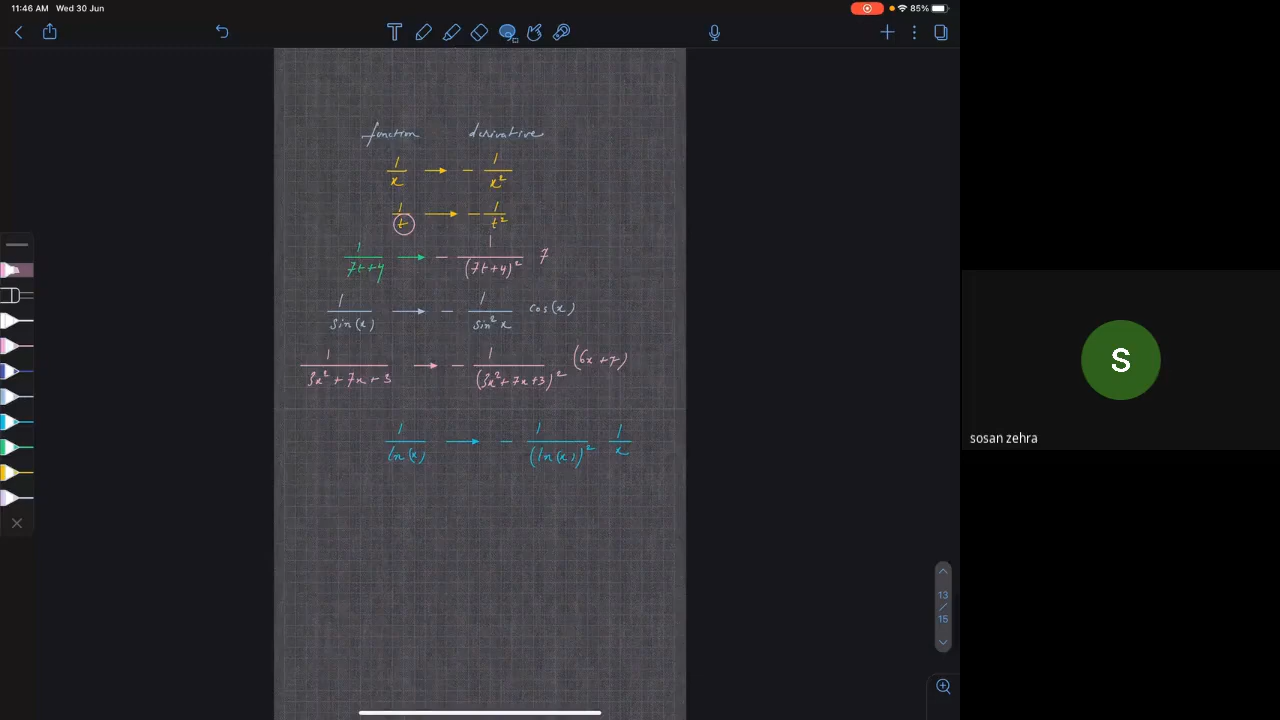 11:46 AM Wed 30 Jun 85%
T
function derivative
1/x → - 1/x²
1/t → - 1/t²
1/(7t+4) → - 1/(7t+4)² 7
1/sin(x) → - 1/sin²x cos(x)
1/(3x²+7x+3) → - 1/(3x²+7x+3)² (6x+7)
1/ln(x) → - 1/(ln(x))² 1/x
13
/
15
S
sosan zehra